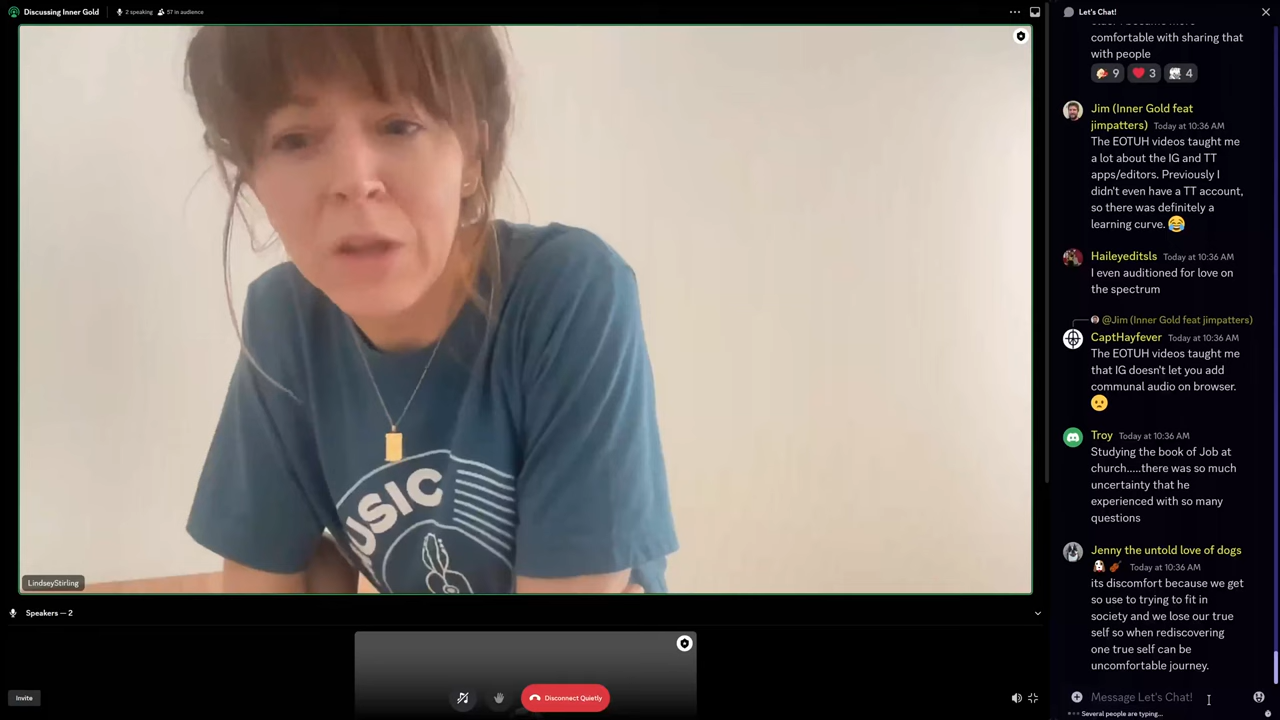 Discussing Inner Gold
2 speaking
57 in audience
Let's Chat!
comfortable with sharing that
with people
9
3
4
Jim (Inner Gold feat
jimpatters) Today at 10:36 AM
The EOTUH videos taught me
a lot about the IG and TT
apps/editors. Previously I
didn't even have a TT account,
so there was definitely a
learning curve. 😂
Haileyeditsls Today at 10:36 AM
I even auditioned for love on
the spectrum
@Jim (Inner Gold feat jimpatters)
CaptHayfever Today at 10:36 AM
The EOTUH videos taught me
that IG doesn't let you add
communal audio on browser.
🙁
Troy Today at 10:36 AM
Studying the book of Job at
church.....there was so much
uncertainty that he
experienced with so many
questions
Jenny the untold love of dogs
Today at 10:36 AM
its discomfort because we get
so use to trying to fit in
society and we lose our true
self so when rediscovering
one true self can be
uncomfortable journey.
Message Let's Chat!
Several people are typing...
MUSIC
LindseyStirling
Speakers — 2
Invite
Disconnect Quietly